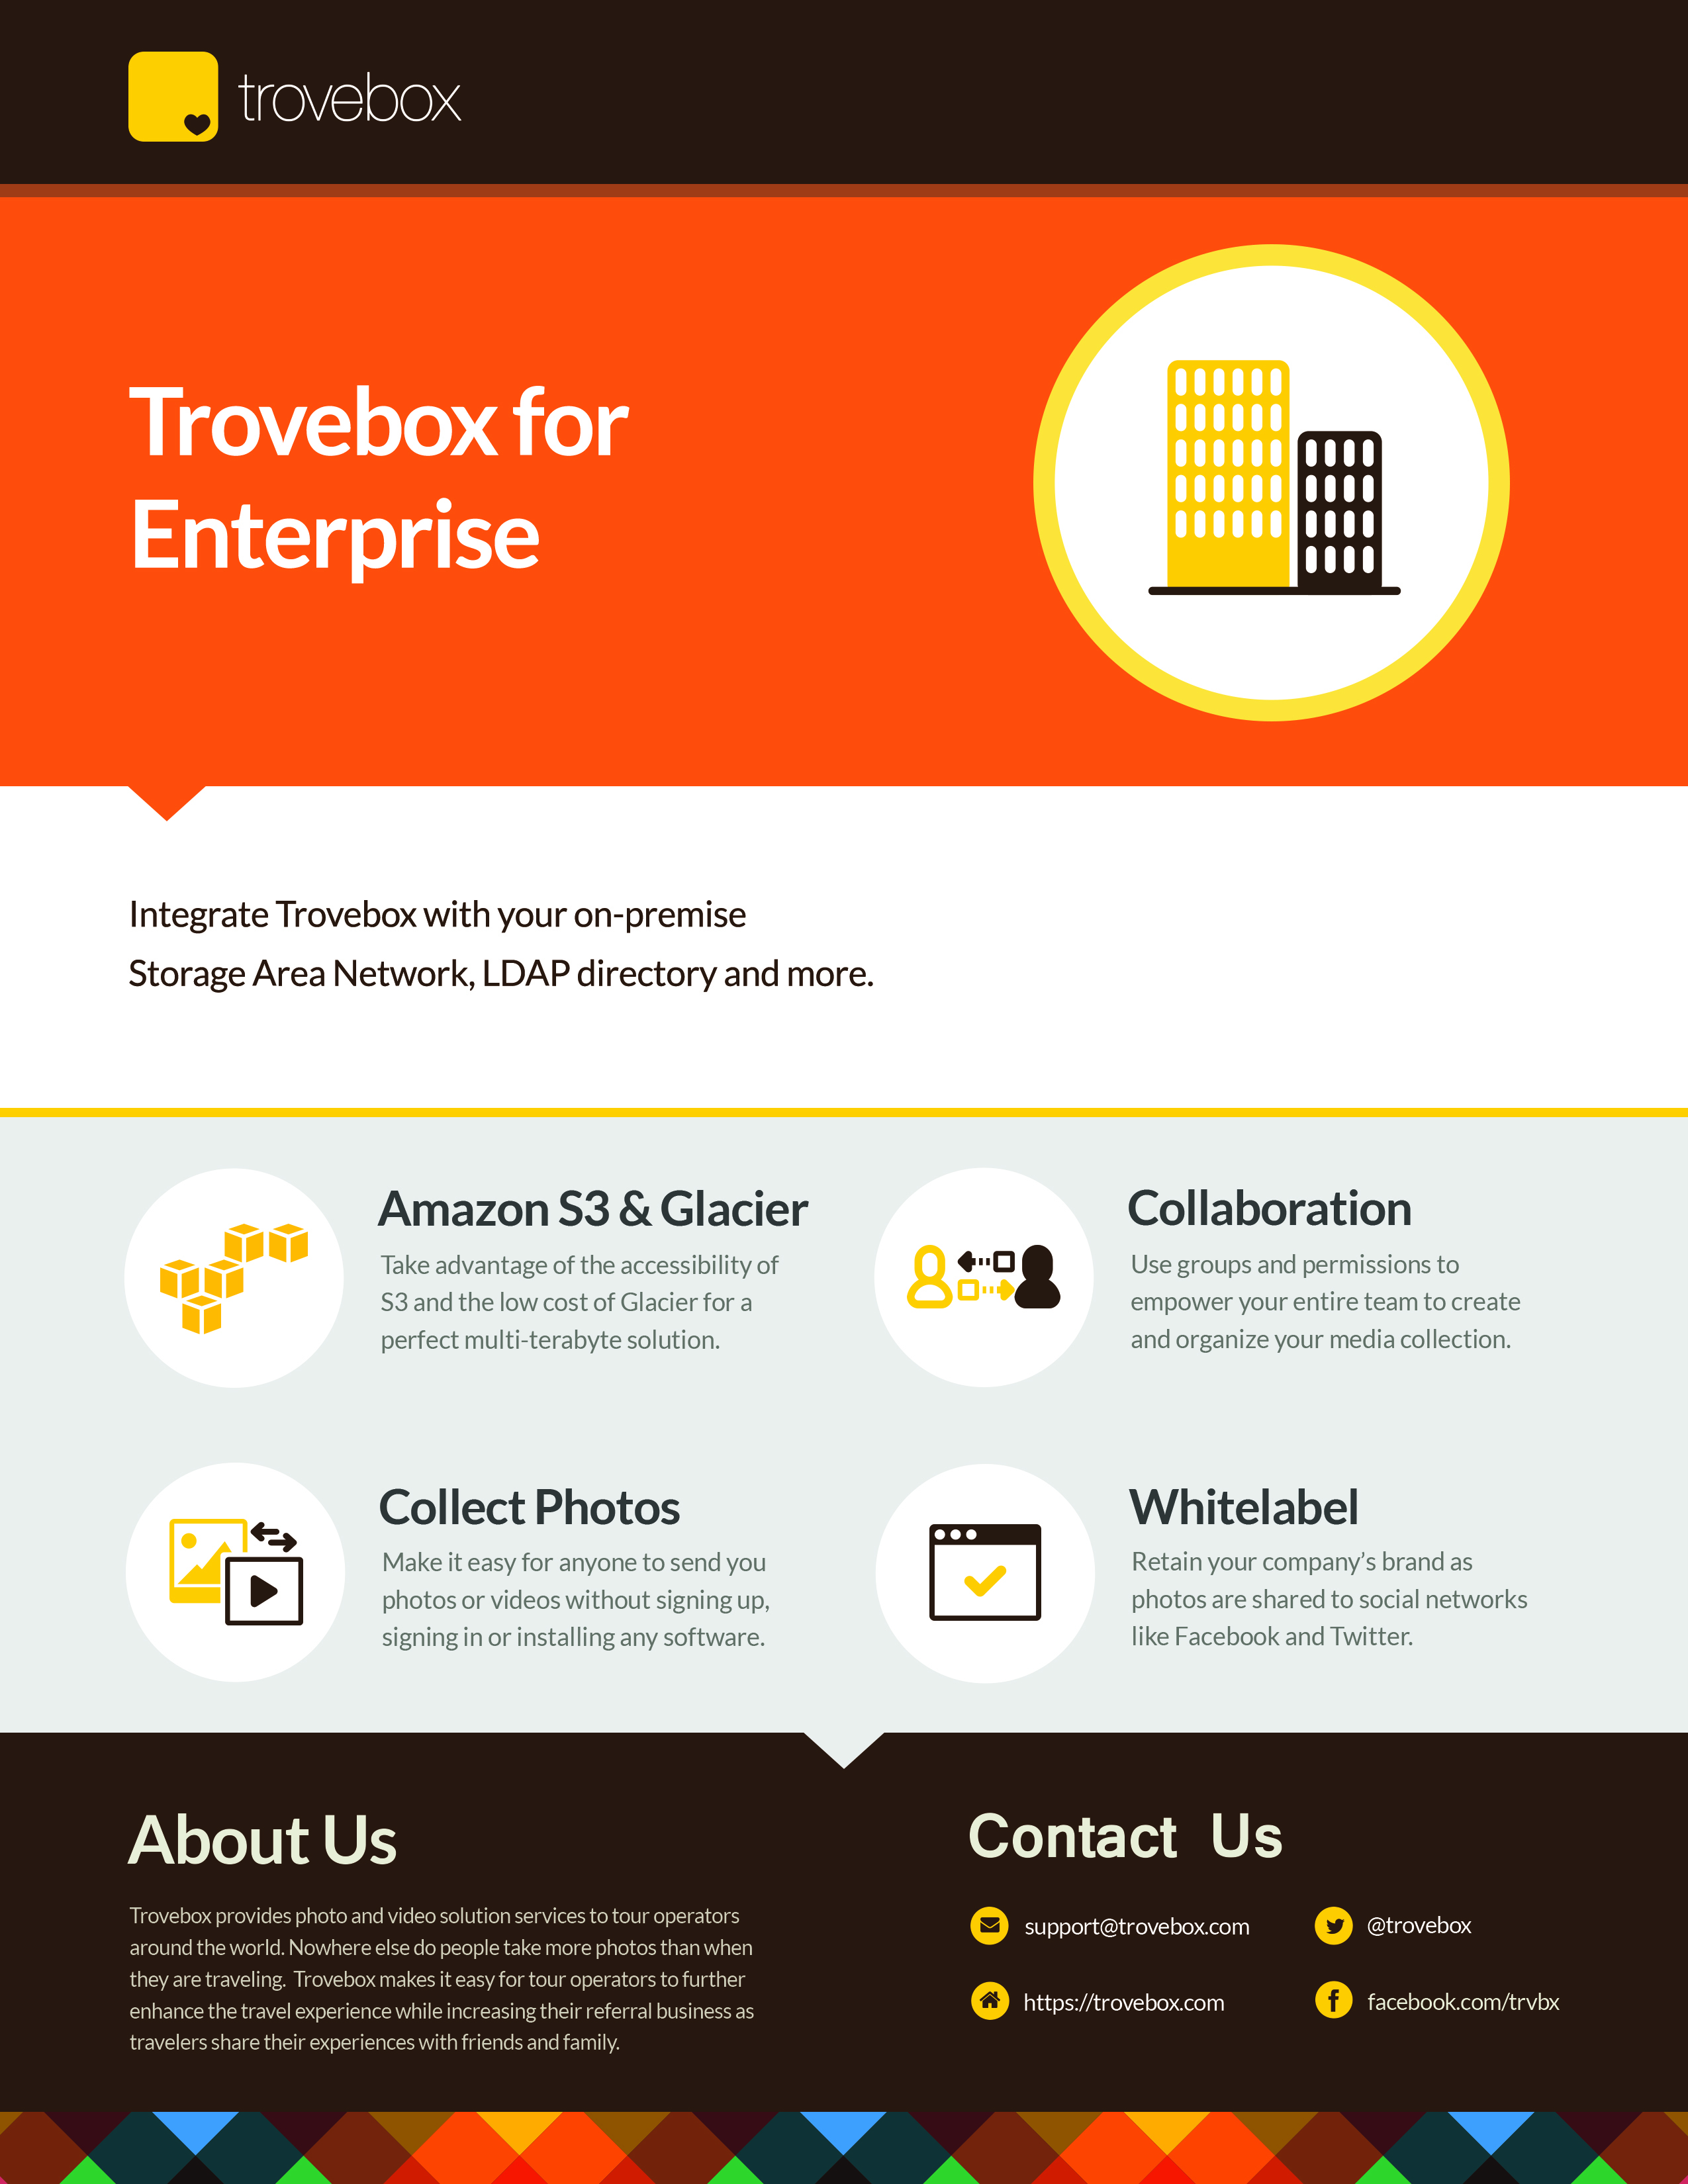 trovebox
Trovebox for
Enterprise
Integrate Trovebox with your on-premise
Storage Area Network, LDAP directory and more.
Amazon S3 & Glacier
Take advantage of the accessibility of
S3 and the low cost of Glacier for a
perfect multi-terabyte solution.
Collaboration
Use groups and permissions to
empower your entire team to create
and organize your media collection.
Collect Photos
Make it easy for anyone to send you
photos or videos without signing up,
signing in or installing any software.
Whitelabel
Retain your company’s brand as
photos are shared to social networks
like Facebook and Twitter.
About Us
Trovebox provides photo and video solution services to tour operators
around the world. Nowhere else do people take more photos than when
they are traveling.  Trovebox makes it easy for tour operators to further
enhance the travel experience while increasing their referral business as
travelers share their experiences with friends and family.
Contact Us
support@trovebox.com
@trovebox
https://trovebox.com
facebook.com/trvbx